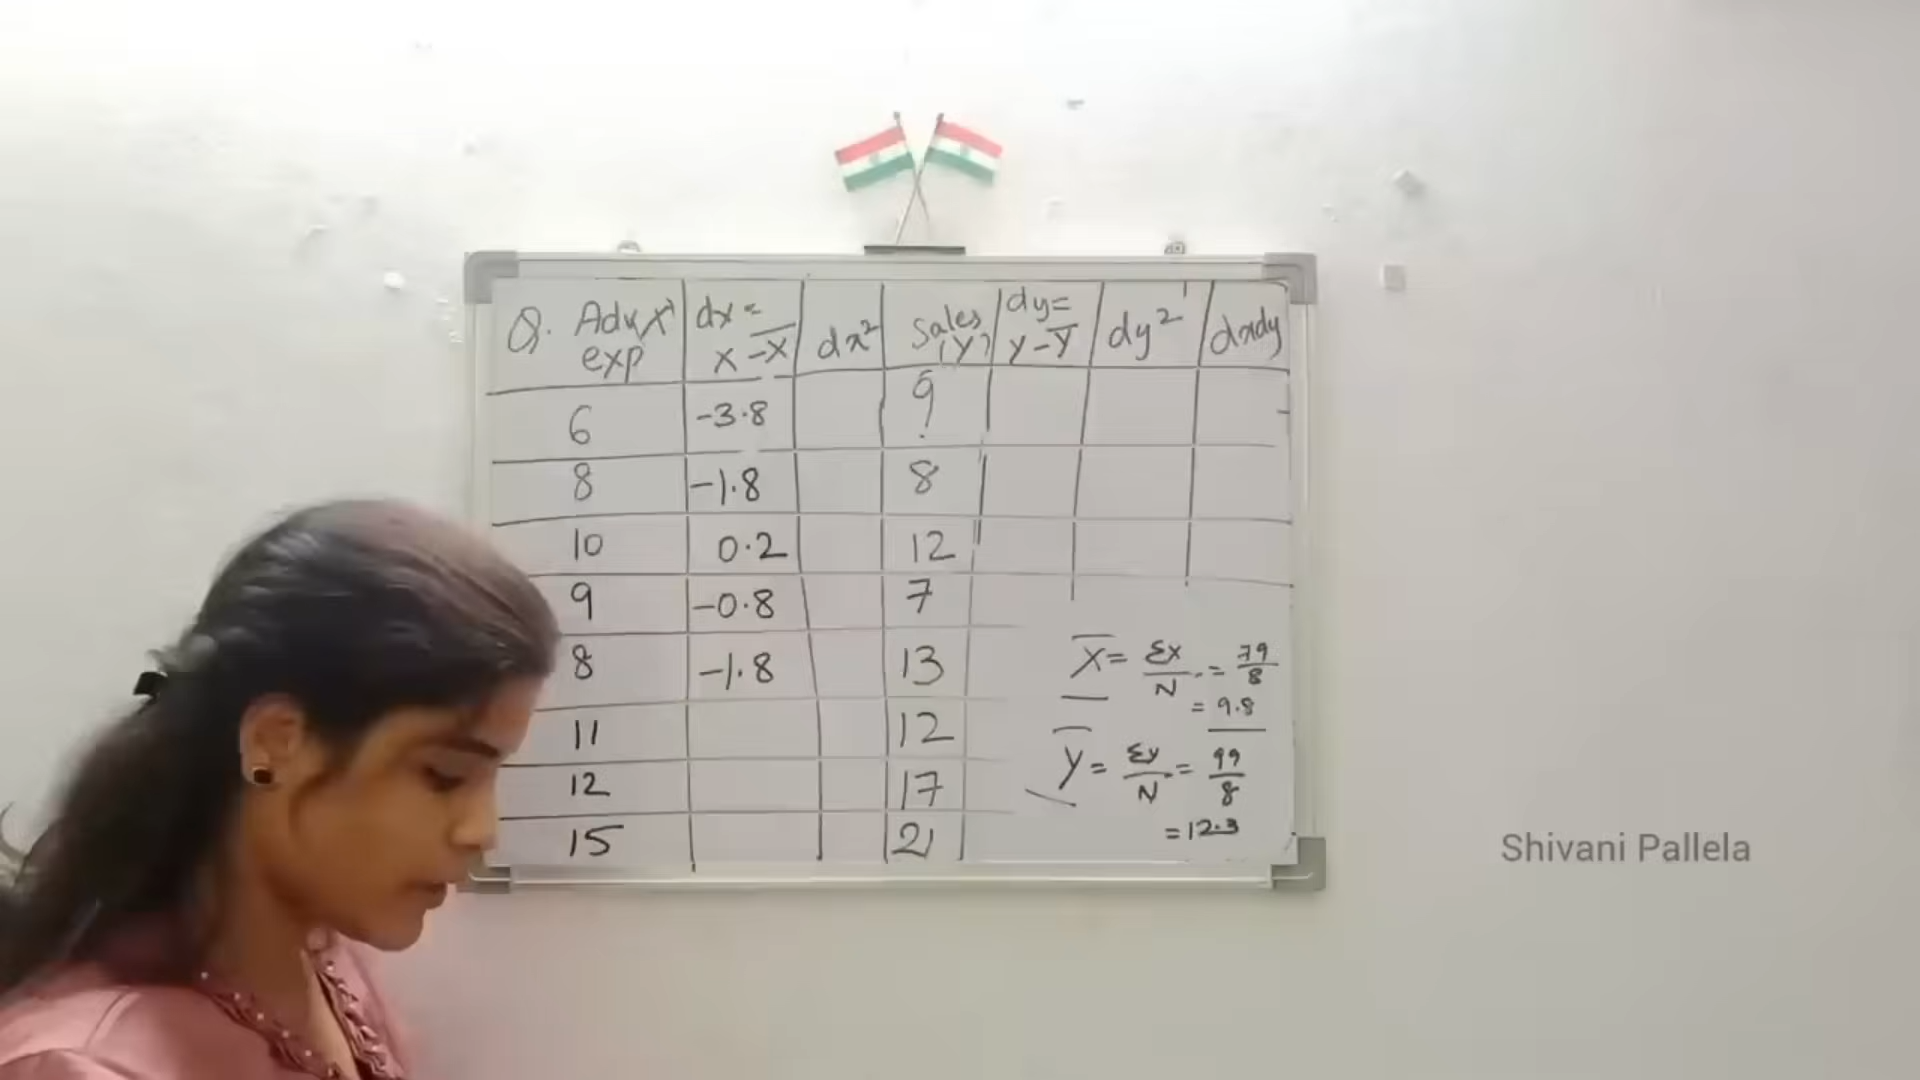 Q. Adv X exp | dx = x - x̅ | dx² | Sales (Y) | dy = y - y̅ | dy² | dxdy
6 | -3.8 | | 9
8 | -1.8 | | 8
10 | 0.2 | | 12
9 | -0.8 | | 7
8 | -1.8 | | 13
11 | | | 12
12 | | | 17
15 | | | 21
x̅ = Σx/N = 79/8
= 9.8
y̅ = Σy/N = 99/8
= 12.3
Shivani Pallela